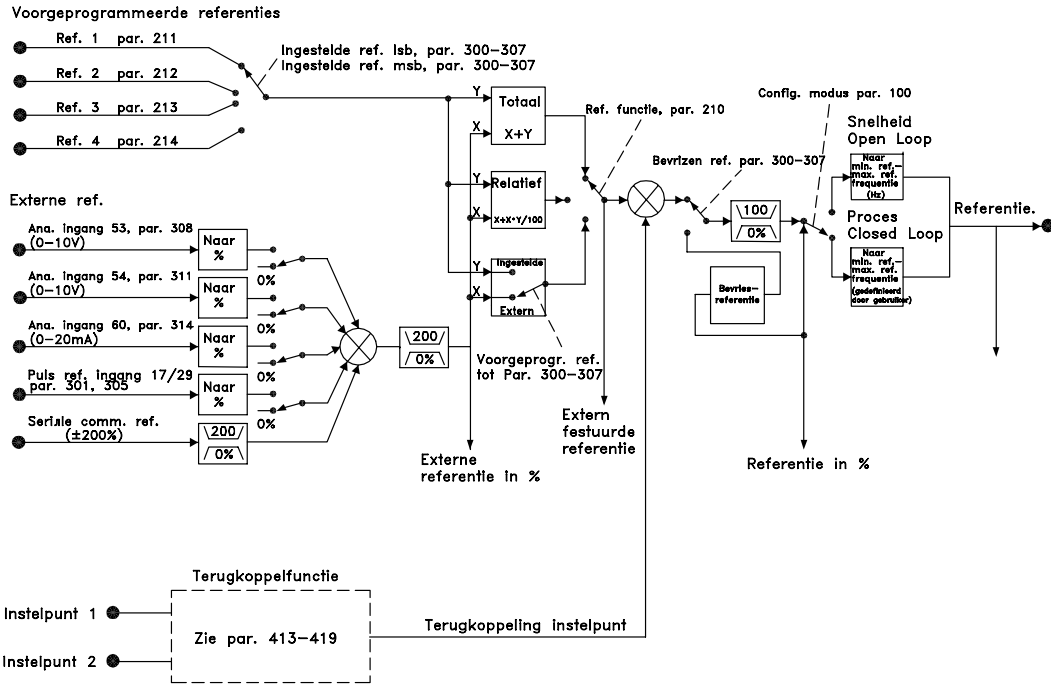 Voorgeprogrammeerde referenties
Ref. 1 par. 211
Ref. 2 par. 212
Ref. 3 par. 213
Ref. 4 par. 214
Ingestelde ref. lsb, par. 300-307
Ingestelde ref. msb, par. 300-307
Y
X
Totaal
X+Y
Y
X
Relatief
X+X*Y/100
Y
X
Ingestelde
Extern
Ref. functie, par. 210
Voorgeprogr. ref.
tot Par. 300-307
Externe ref.
Ana. ingang 53, par. 308
(0-10V)
Naar
%
0%
Ana. ingang 54, par. 311
(0-10V)
Naar
%
0%
Ana. ingang 60, par. 314
(0-20mA)
Naar
%
0%
Puls ref. ingang 17/29
par. 301, 305
Naar
%
0%
Seriile comm. ref.
(±200%)
200
0%
200
0%
Externe
referentie in %
Extern
festuurde
referentie
Bevrizen ref. par. 300-307
100
0%
Bevries-
referentie
Config. modus par. 100
Snelheid
Open Loop
Naar
min. ref.-
max. ref.
frequentie
(Hz)
Proces
Closed Loop
Naar
min. ref.-
max. ref.
frequentie
(gedefinieerd
door gebruiker)
Referentie.
Referentie in %
Terugkoppelfunctie
Instelpunt 1
Instelpunt 2
Zie par. 413-419
Terugkoppeling instelpunt